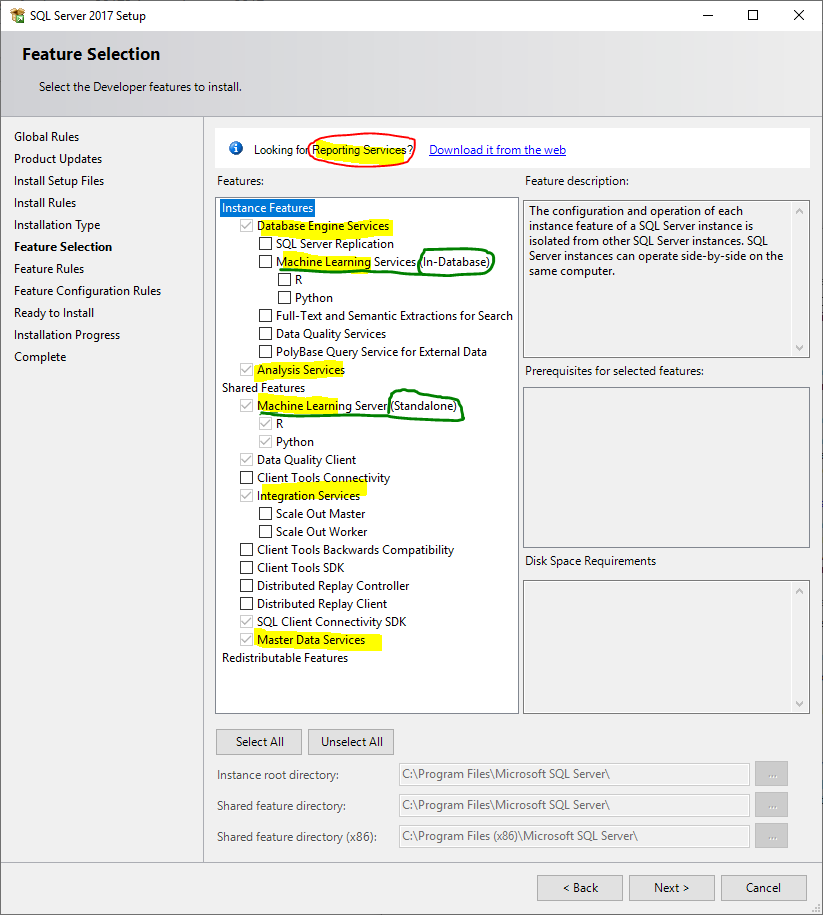 SQL Server 2017 Setup
Feature Selection
Select the Developer features to install.
Global Rules
Product Updates
Install Setup Files
Install Rules
Installation Type
Feature Selection
Feature Rules
Feature Configuration Rules
Ready to Install
Installation Progress
Complete
Looking for Reporting Services? Download it from the web
Features:
Instance Features
Database Engine Services
SQL Server Replication
Machine Learning Services (In-Database)
R
Python
Full-Text and Semantic Extractions for Search
Data Quality Services
PolyBase Query Service for External Data
Analysis Services
Shared Features
Machine Learning Server (Standalone)
R
Python
Data Quality Client
Client Tools Connectivity
Integration Services
Scale Out Master
Scale Out Worker
Client Tools Backwards Compatibility
Client Tools SDK
Distributed Replay Controller
Distributed Replay Client
SQL Client Connectivity SDK
Master Data Services
Redistributable Features
Feature description:
The configuration and operation of each
instance feature of a SQL Server instance is
isolated from other SQL Server instances. SQL
Server instances can operate side-by-side on the
same computer.
Prerequisites for selected features:
Disk Space Requirements
Select All
Unselect All
Instance root directory: C:\Program Files\Microsoft SQL Server\ ...
Shared feature directory: C:\Program Files\Microsoft SQL Server\ ...
Shared feature directory (x86): C:\Program Files (x86)\Microsoft SQL Server\ ...
< Back
Next >
Cancel